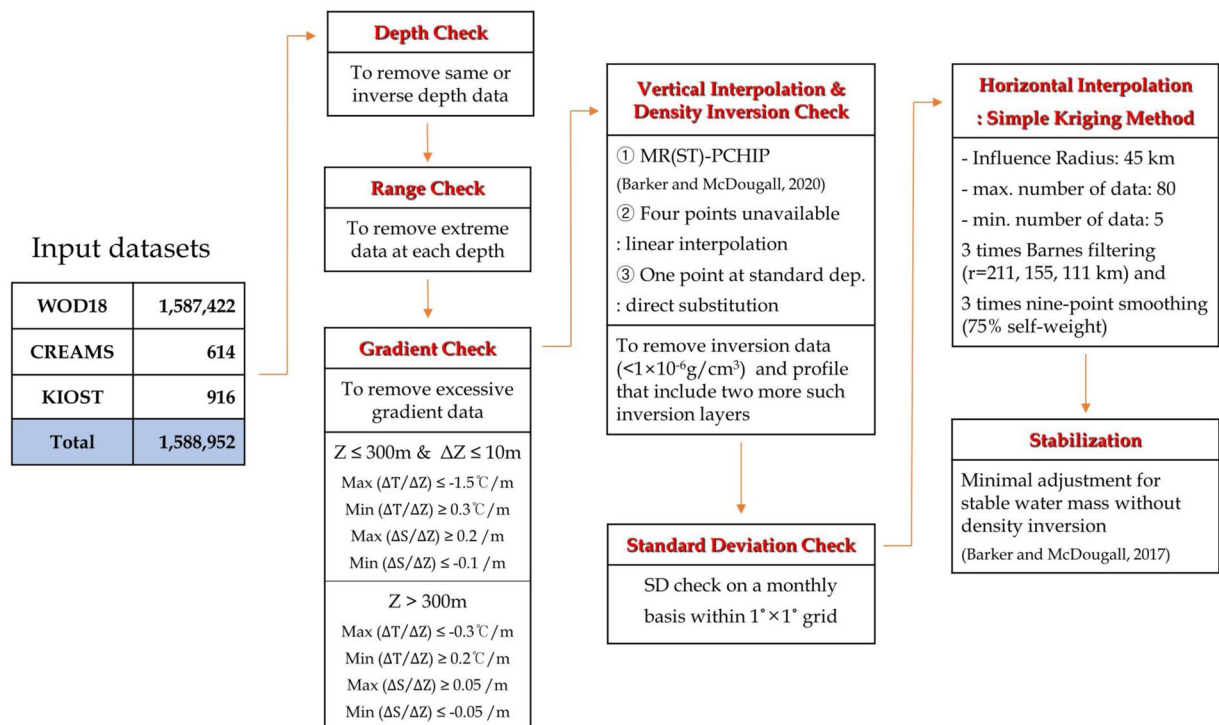 Input datasets
WOD18 1,587,422
CREAMS 614
KIOST 916
Total 1,588,952
Depth Check
To remove same or
inverse depth data
Range Check
To remove extreme
data at each depth
Gradient Check
To remove excessive
gradient data
Z ≤ 300m & ΔZ ≤ 10m
Max (ΔT/ΔZ) ≤ -1.5℃/m
Min (ΔT/ΔZ) ≥ 0.3℃/m
Max (ΔS/ΔZ) ≥ 0.2 /m
Min (ΔS/ΔZ) ≤ -0.1 /m
Z > 300m
Max (ΔT/ΔZ) ≤ -0.3℃/m
Min (ΔT/ΔZ) ≥ 0.2℃/m
Max (ΔS/ΔZ) ≥ 0.05 /m
Min (ΔS/ΔZ) ≤ -0.05 /m
Vertical Interpolation &
Density Inversion Check
① MR(ST)-PCHIP
(Barker and McDougall, 2020)
② Four points unavailable
: linear interpolation
③ One point at standard dep.
: direct substitution
To remove inversion data
(<1×10⁻⁶g/cm³) and profile
that include two more such
inversion layers
Standard Deviation Check
SD check on a monthly
basis within 1˚×1˚ grid
Horizontal Interpolation
: Simple Kriging Method
- Influence Radius: 45 km
- max. number of data: 80
- min. number of data: 5
3 times Barnes filtering
(r=211, 155, 111 km) and
3 times nine-point smoothing
(75% self-weight)
Stabilization
Minimal adjustment for
stable water mass without
density inversion
(Barker and McDougall, 2017)